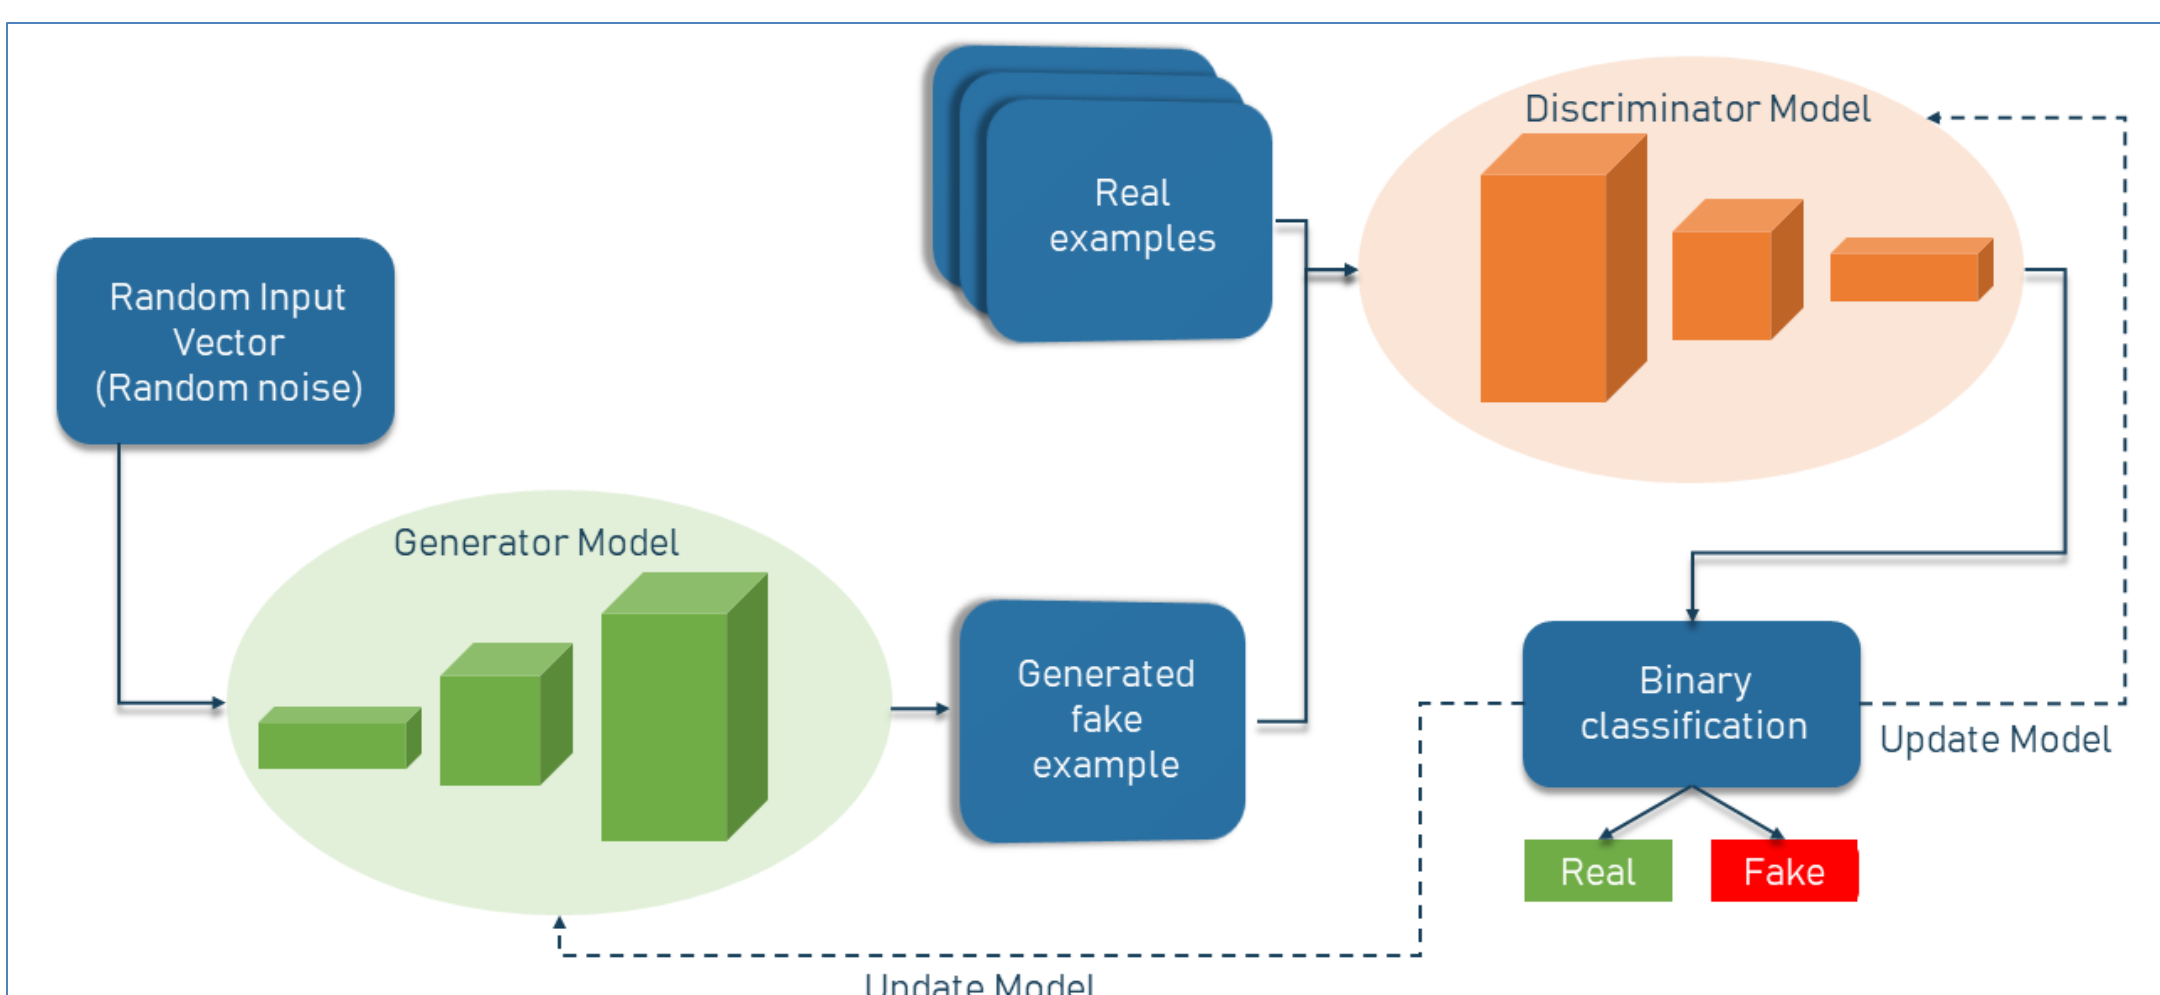 Real
examples
Discriminator Model
Random Input
Vector
(Random noise)
Generator Model
Generated
fake
example
Binary
classification
Update Model
Real
Fake
Update Model